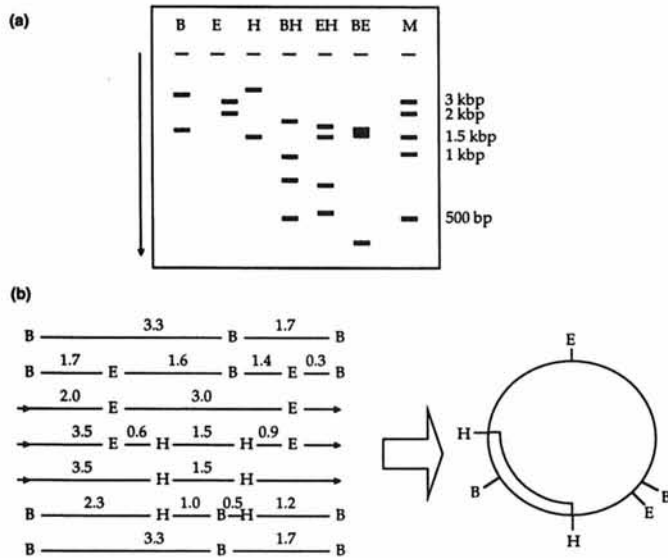 (a)
B E H BH EH BE M
3 kbp
2 kbp
1.5 kbp
1 kbp
500 bp
(b)
3.3 1.7
B B B
1.7 1.6 1.4 0.3
B E B E B
2.0 3.0
E E
3.5 0.6 1.5 0.9
E H H E
3.5 1.5
H H
2.3 1.0 0.5 1.2
B H B H B
3.3 1.7
B B B
E
H
B
B
E
H